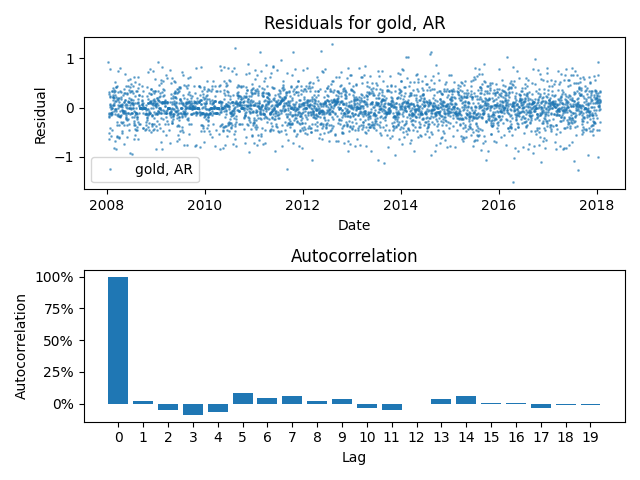 Residuals for gold, AR
Residual
1
0
−1
gold, AR
2008 2010 2012 2014 2016 2018
Date
Autocorrelation
Autocorrelation
100%
75%
50%
25%
0%
0 1 2 3 4 5 6 7 8 9 10 11 12 13 14 15 16 17 18 19
Lag